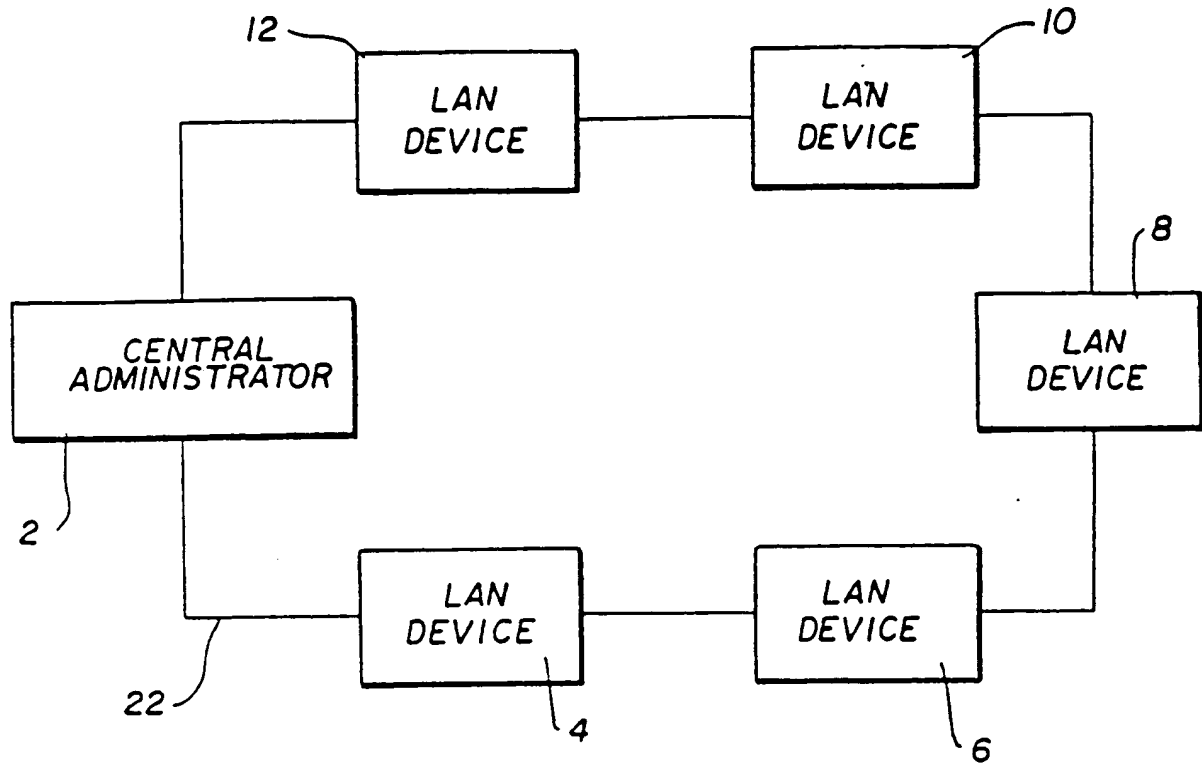 12
10
LAN
DEVICE
LAN
DEVICE
8
CENTRAL
ADMINISTRATOR
LAN
DEVICE
2
LAN
DEVICE
LAN
DEVICE
22
4
6